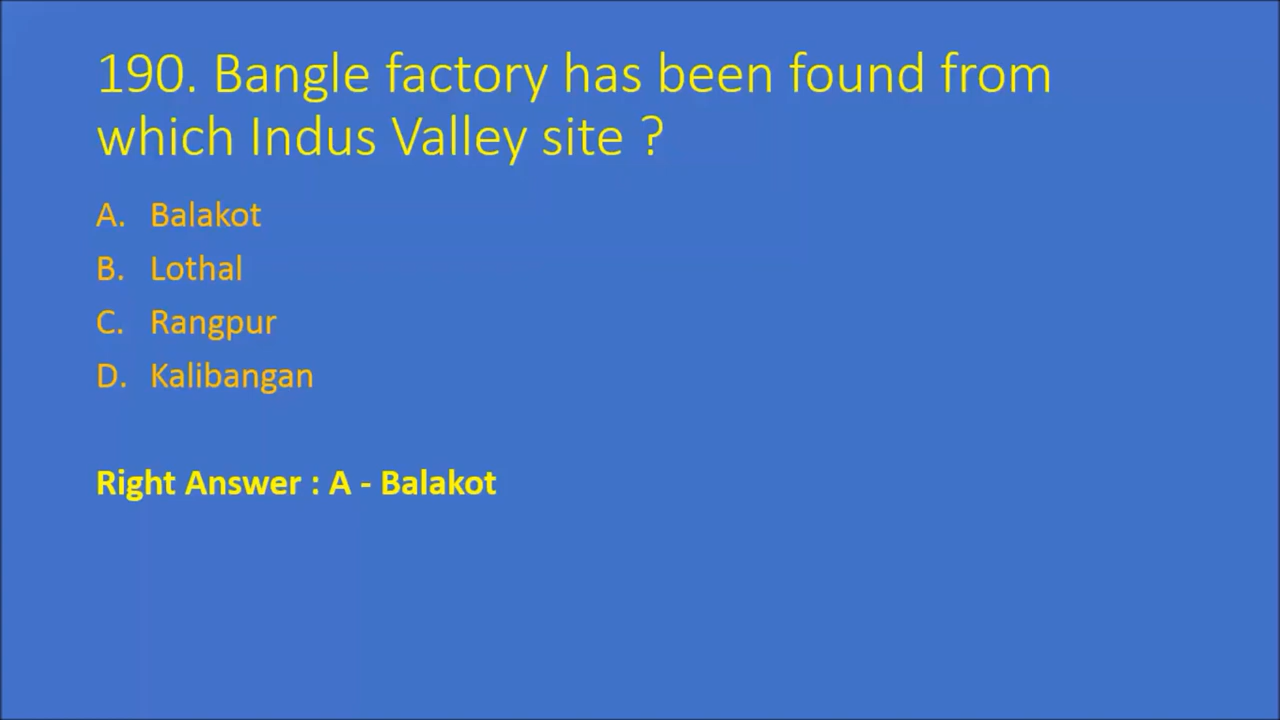 190. Bangle factory has been found from
which Indus Valley site ?
A. Balakot
B. Lothal
C. Rangpur
D. Kalibangan
Right Answer : A - Balakot